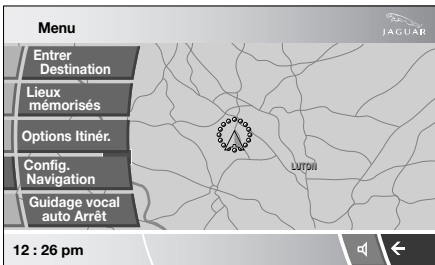 Menu
JAGUAR
Entrer
Destination
Lieux
mémorisés
Options Itinér.
Config.
Navigation
Guidage vocal
auto Arrêt
LUTON
12 : 26 pm